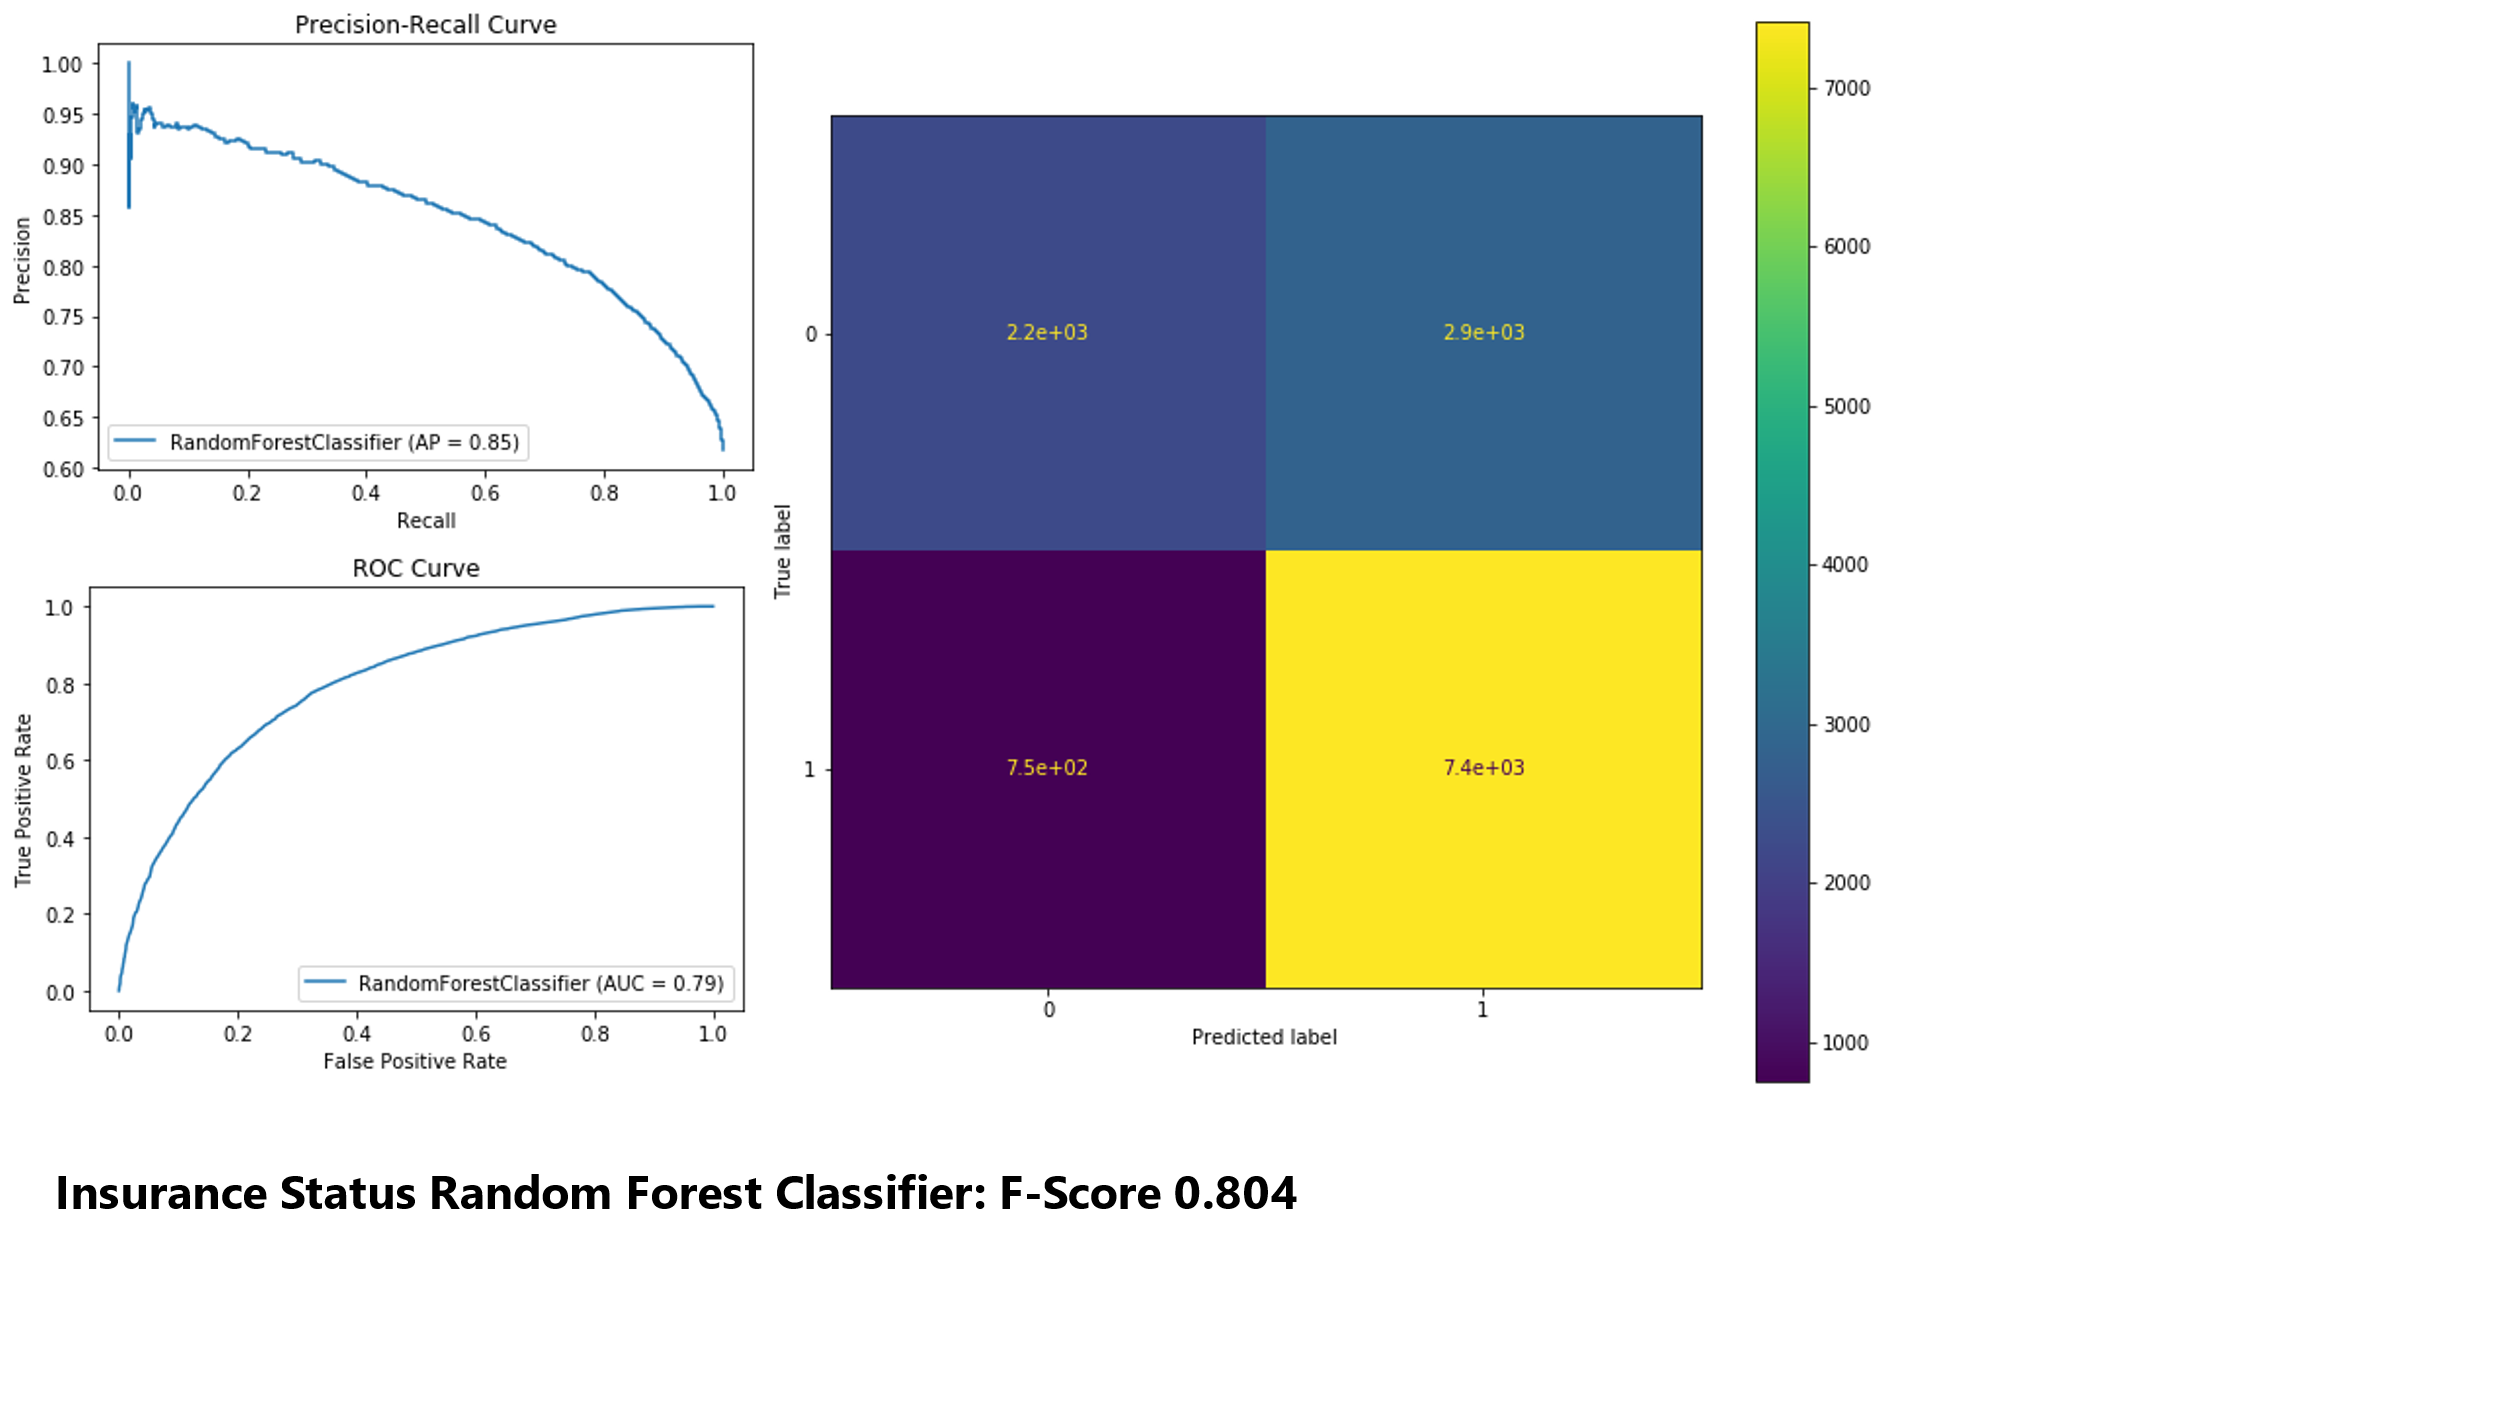 Precision-Recall Curve
1.00
0.95
0.90
0.85
0.80
0.75
0.70
0.65
0.60
Precision
RandomForestClassifier (AP = 0.85)
0.0 0.2 0.4 0.6 0.8 1.0
Recall
ROC Curve
1.0
0.8
0.6
0.4
0.2
0.0
True Positive Rate
RandomForestClassifier (AUC = 0.79)
0.0 0.2 0.4 0.6 0.8 1.0
False Positive Rate
True label
0
2.2e+03 2.9e+03
1
7.5e+02 7.4e+03
0 1
Predicted label
7000
6000
5000
4000
3000
2000
1000
Insurance Status Random Forest Classifier: F-Score 0.804